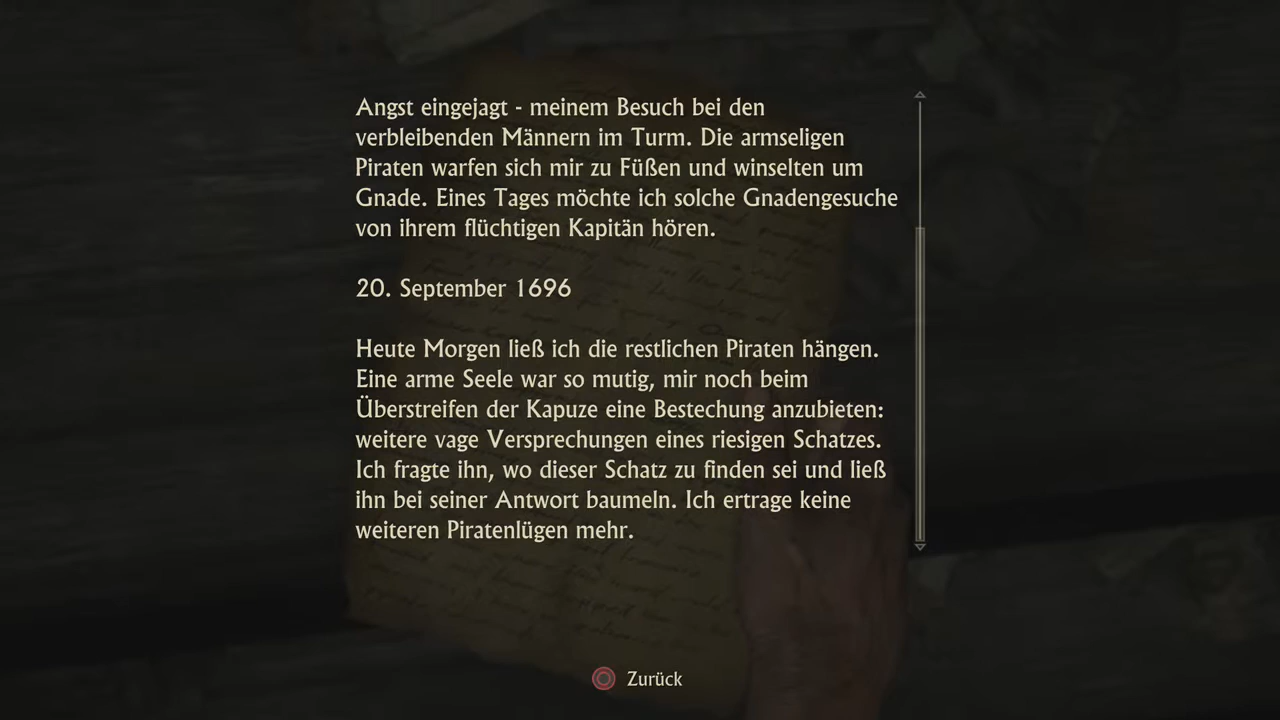 Angst eingejagt - meinem Besuch bei den
verbleibenden Männern im Turm. Die armseligen
Piraten warfen sich mir zu Füßen und winselten um
Gnade. Eines Tages möchte ich solche Gnadengesuche
von ihrem flüchtigen Kapitän hören.
20. September 1696
Heute Morgen ließ ich die restlichen Piraten hängen.
Eine arme Seele war so mutig, mir noch beim
Überstreifen der Kapuze eine Bestechung anzubieten:
weitere vage Versprechungen eines riesigen Schatzes.
Ich fragte ihn, wo dieser Schatz zu finden sei und ließ
ihn bei seiner Antwort baumeln. Ich ertrage keine
weiteren Piratenlügen mehr.
Zurück